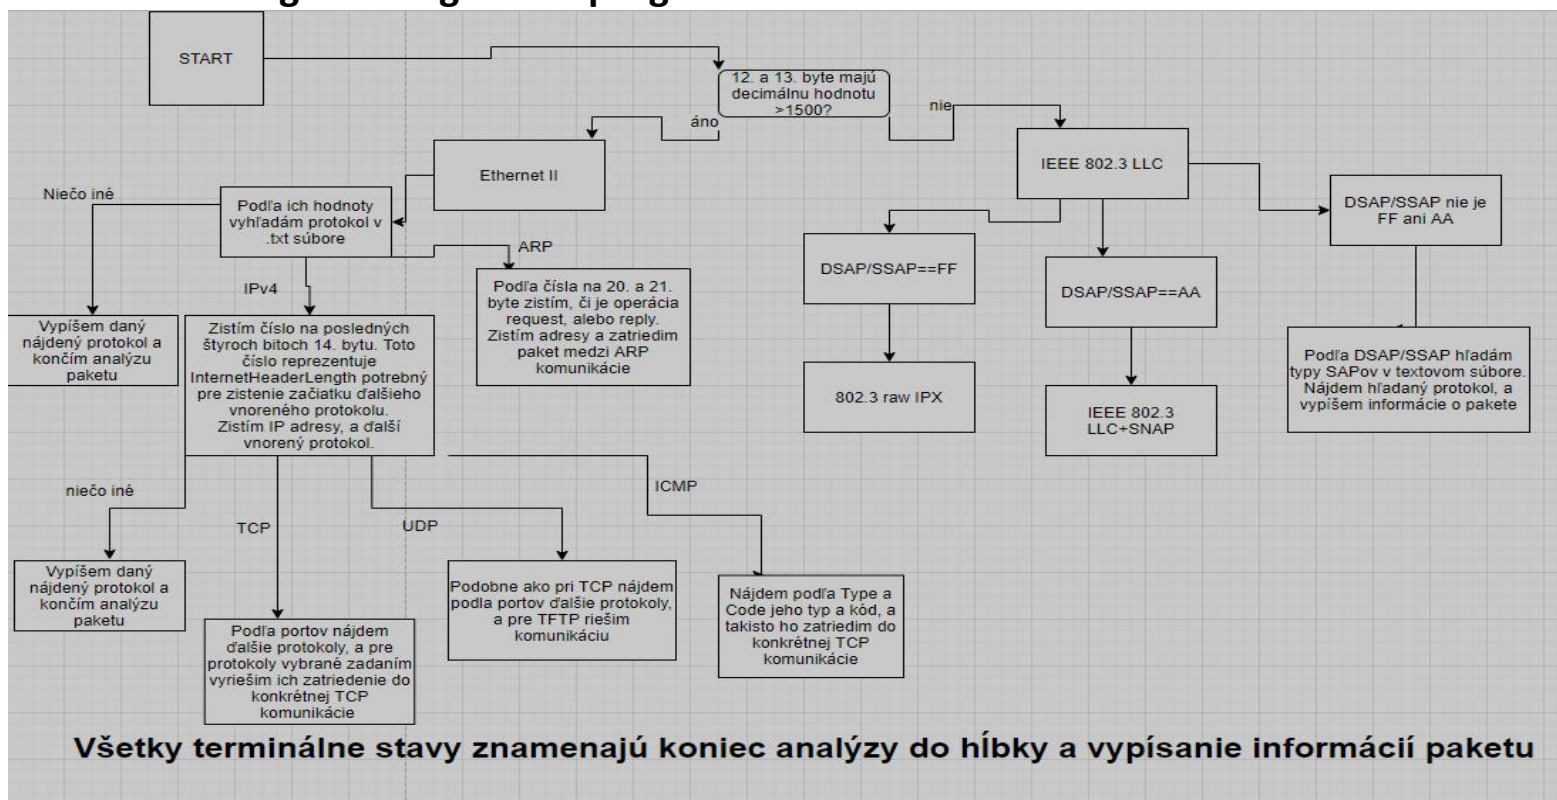 START
12. a 13. byte majú
decimálnu hodnotu
>1500?
áno
nie
Ethernet II
IEEE 802.3 LLC
Niečo iné
Podľa ich hodnoty
vyhľadám protokol v
.txt súbore
DSAP/SSAP nie je
FF ani AA
ARP
IPv4
DSAP/SSAP==FF
DSAP/SSAP==AA
Vypíšem daný
nájdený protokol a
končím analýzu
paketu
Zistím číslo na posledných
štyroch bitoch 14. bytu. Toto
číslo reprezentuje
InternetHeaderLength potrebný
pre zistenie začiatku ďalšieho
vnoreného protokolu.
Zistím IP adresy, a ďalší
vnorený protokol.
Podľa čísla na 20. a 21.
byte zistím, či je operácia
request, alebo reply.
Zistím adresy a zatriedim
paket medzi ARP
komunikácie
802.3 raw IPX
IEEE 802.3
LLC+SNAP
Podľa DSAP/SSAP hľadám
typy SAPov v textovom súbore.
Nájdem hľadaný protokol, a
vypíšem informácie o pakete
niečo iné
TCP
UDP
ICMP
Vypíšem daný
nájdený protokol a
končím analýzu
paketu
Podľa portov nájdem
ďalšie protokoly, a pre
protokoly vybrané zadaním
vyriešim ich zatriedenie do
konkrétnej TCP
komunikácie
Podobne ako pri TCP nájdem
podla portov ďalšie protokoly,
a pre TFTP riešim
komunikáciu
Nájdem podľa Type a
Code jeho typ a kód, a
takisto ho zatriedim do
konkrétnej TCP
komunikácie
Všetky terminálne stavy znamenajú koniec analýzy do hĺbky a vypísanie informácií paketu